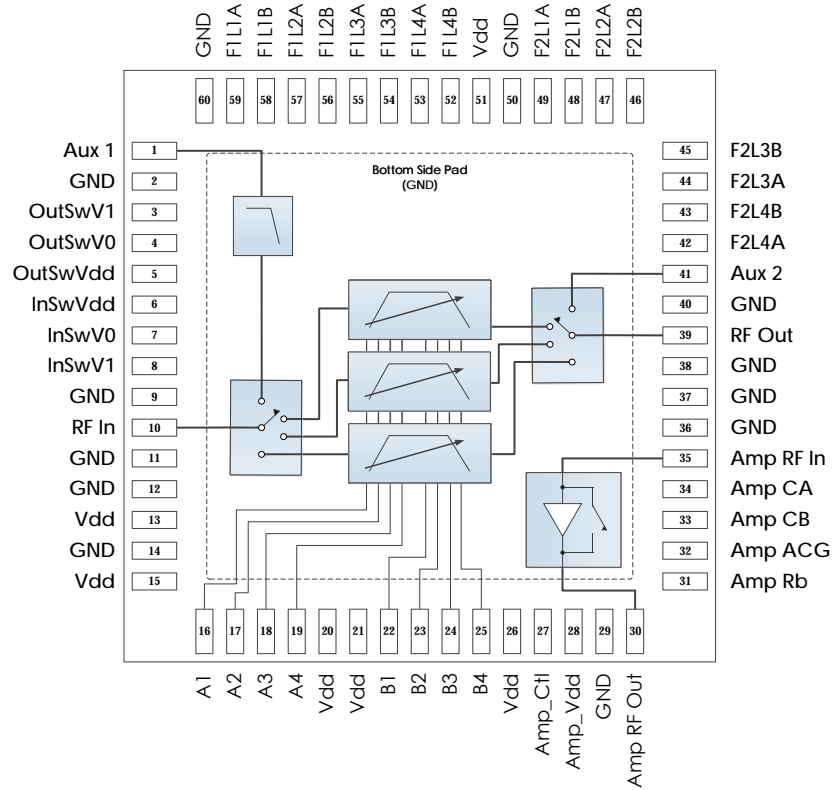 GND
F1L1A
F1L1B
F1L2A
F1L2B
F1L3A
F1L3B
F1L4A
F1L4B
Vdd
GND
F2L1A
F2L1B
F2L2A
F2L2B
60
59
58
57
56
55
54
53
52
51
50
49
48
47
46
Aux 1
1
GND
2
OutSwV1
3
OutSwV0
4
OutSwVdd
5
InSwVdd
6
InSwV0
7
InSwV1
8
GND
9
RF In
10
GND
11
GND
12
Vdd
13
GND
14
Vdd
15
Bottom Side Pad
(GND)
45
F2L3B
44
F2L3A
43
F2L4B
42
F2L4A
41
Aux 2
40
GND
39
RF Out
38
GND
37
GND
36
GND
35
Amp RF In
34
Amp CA
33
Amp CB
32
Amp ACG
31
Amp Rb
16
17
18
19
20
21
22
23
24
25
26
27
28
29
30
A1
A2
A3
A4
Vdd
Vdd
B1
B2
B3
B4
Vdd
Amp_Ctl
Amp_Vdd
GND
Amp RF Out